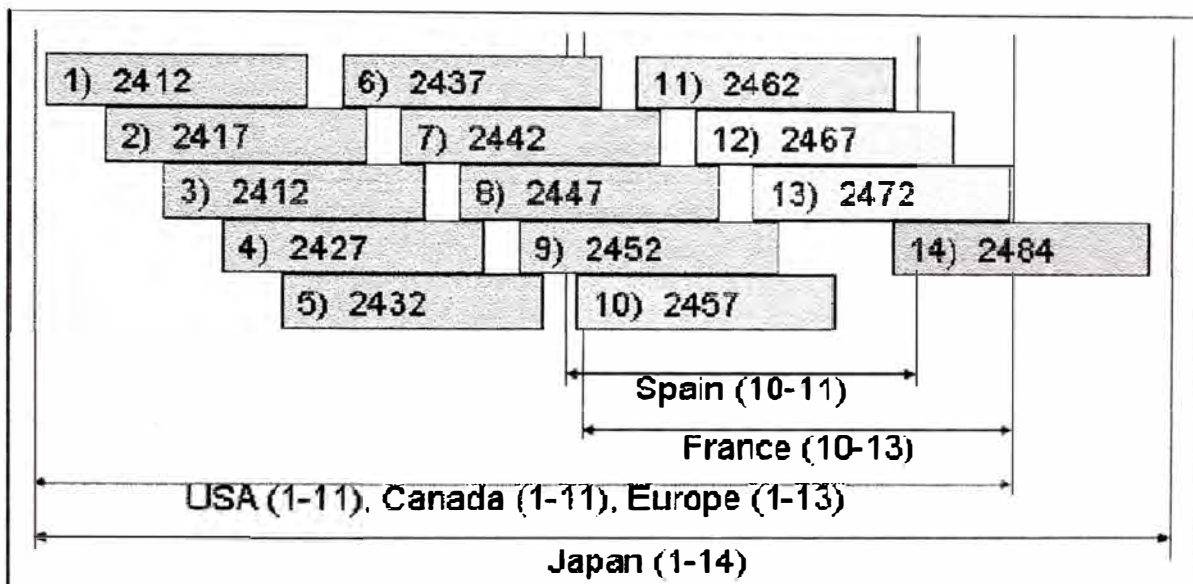 1) 2412 6) 2437 11) 2462
2) 2417 7) 2442 12) 2467
3) 2412 8) 2447 13) 2472
4) 2427 9) 2452 14) 2484
5) 2432 10) 2457
Spain (10-11)
France (10-13)
USA (1-11), Canada (1-11), Europe (1-13)
Japan (1-14)